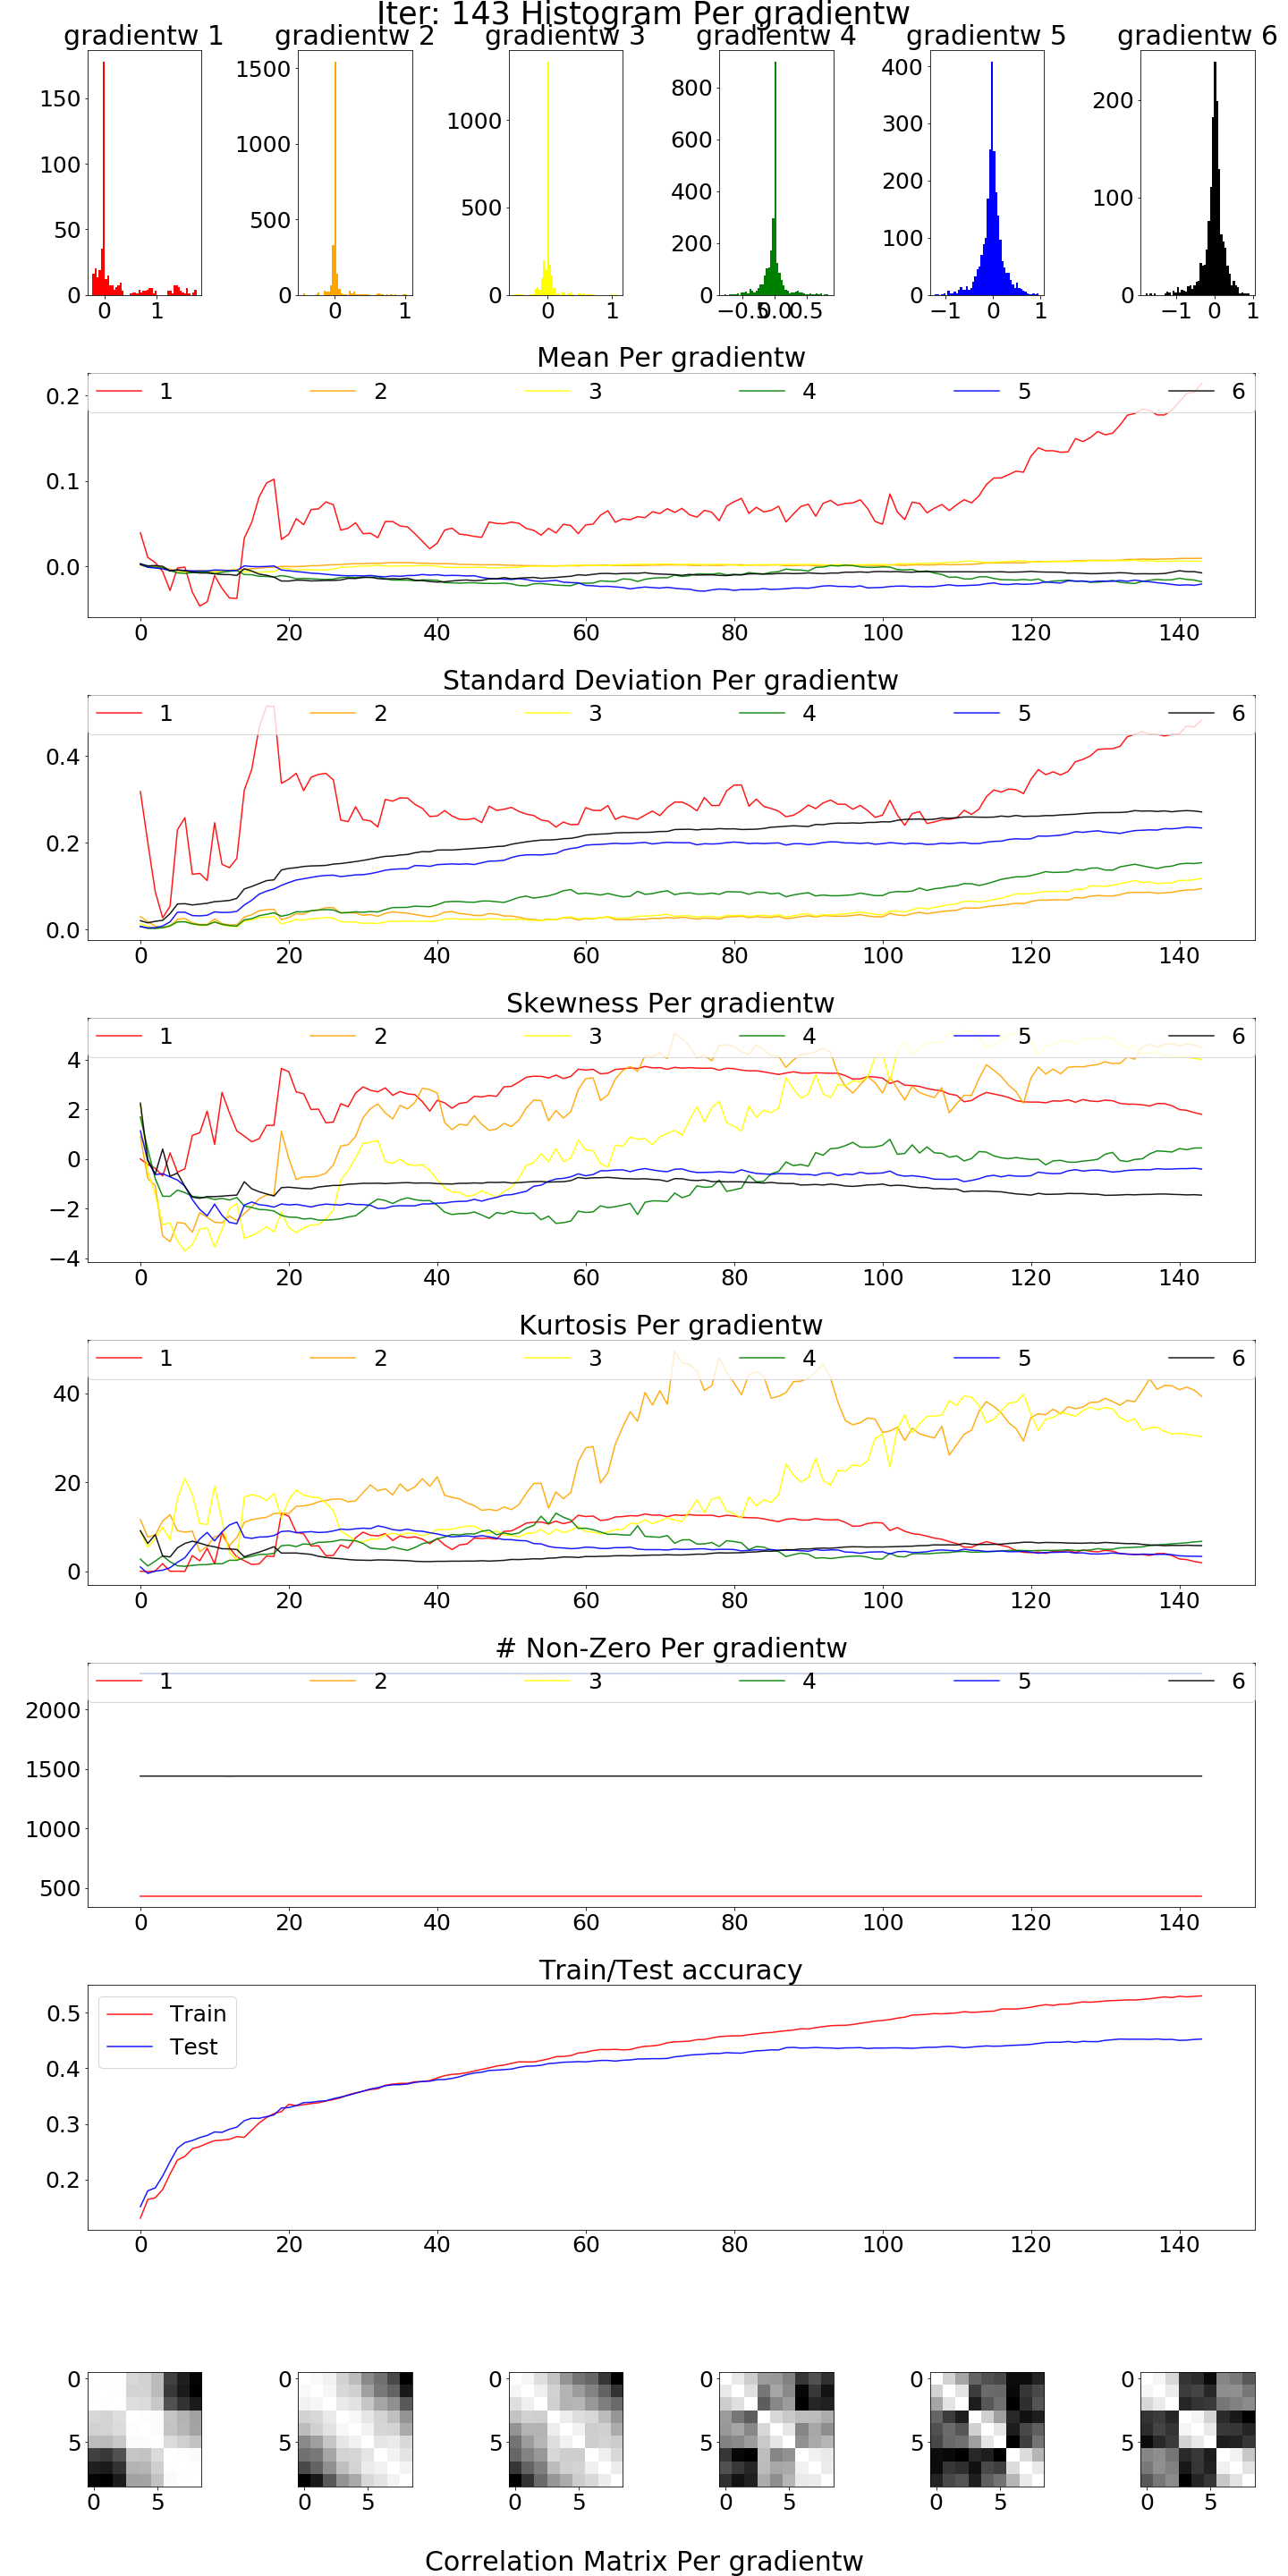 Iter: 143 Histogram Per gradientw
gradientw 1 gradientw 2 gradientw 3 gradientw 4 gradientw 5 gradientw 6
150
100
50
0
0 1
1500
1000
500
0
0 1
1000
500
0
0 1
800
600
400
200
0
−0.5 0.0 0.5
400
300
200
100
0
−1 0 1
200
100
0
−1 0 1
Mean Per gradientw
1 2 3 4 5 6
0.2
0.1
0.0
0 20 40 60 80 100 120 140
Standard Deviation Per gradientw
1 2 3 4 5 6
0.4
0.2
0.0
0 20 40 60 80 100 120 140
Skewness Per gradientw
1 2 3 4 5 6
4
2
0
−2
−4
0 20 40 60 80 100 120 140
Kurtosis Per gradientw
1 2 3 4 5 6
40
20
0
0 20 40 60 80 100 120 140
# Non-Zero Per gradientw
1 2 3 4 5 6
2000
1500
1000
500
0 20 40 60 80 100 120 140
Train/Test accuracy
Train
Test
0.5
0.4
0.3
0.2
0 20 40 60 80 100 120 140
0
5
0 5
0
5
0 5
0
5
0 5
0
5
0 5
0
5
0 5
0
5
0 5
Correlation Matrix Per gradientw